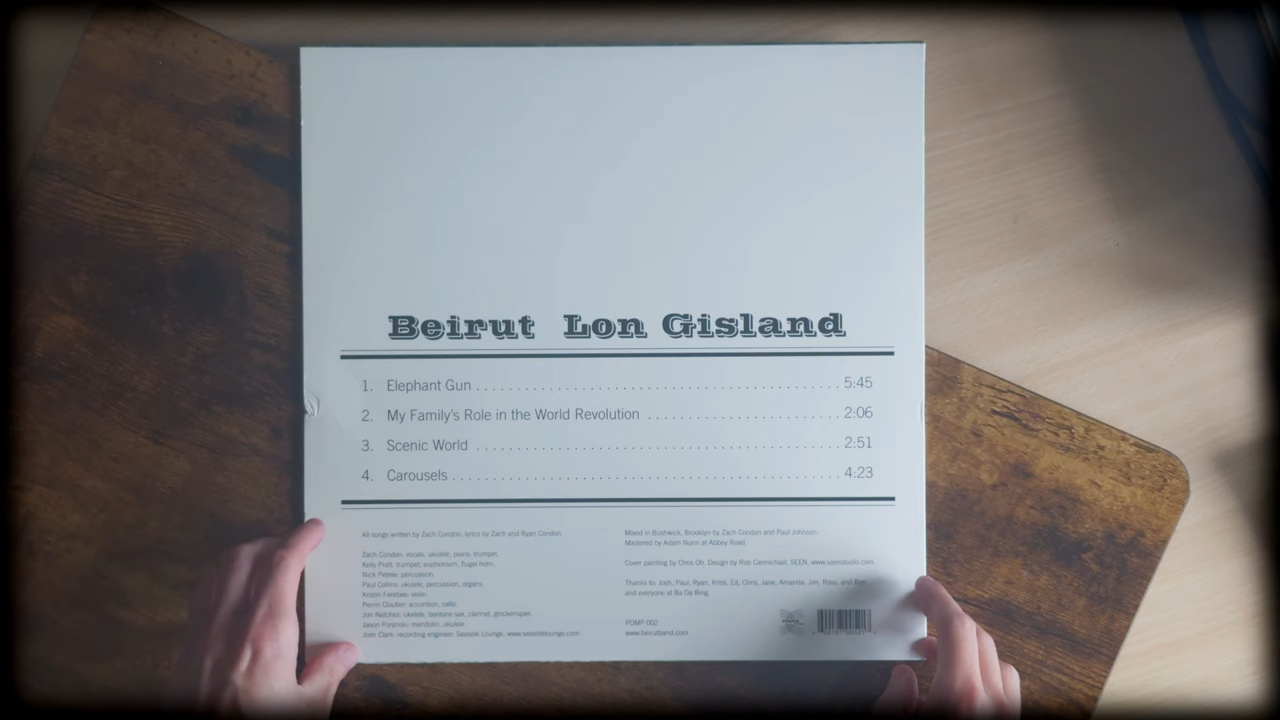 Beirut Lon Gisland
1. Elephant Gun 5:45
2. My Family's Role in the World Revolution 2:06
3. Scenic World 2:51
4. Carousels 4:23
All songs written by Zach Condon, lyrics by Zach and Ryan Condon.
Zach Condon: vocals, ukulele, piano, trumpet.
Kelly Pratt: trumpet, euphonium, flugel horn.
Nick Petree: percussion.
Paul Collins: ukulele, percussion, organs.
Kristin Ferebee: violin.
Perrin Cloutier: accordion, cello.
Jon Natchez: ukelele, baritone sax, clarinet, glockenspiel.
Jason Poranski: mandolin, ukulele.
Josh Clark: recording engineer, Seaside Lounge. www.seasidelounge.com
Mixed in Bushwick, Brooklyn by Zach Condon and Paul Johnson.
Mastered by Adam Nunn at Abbey Road.
Cover painting by Chris Oh. Design by Rob Carmichael, SEEN. www.seenstudio.com.
Thanks to: Josh, Paul, Ryan, Kristi, Ed, Chris, Jane, Amanda, Jim, Ross, and Ben
and everyone at Ba Da Bing.
POMP 002
www.beirutband.com